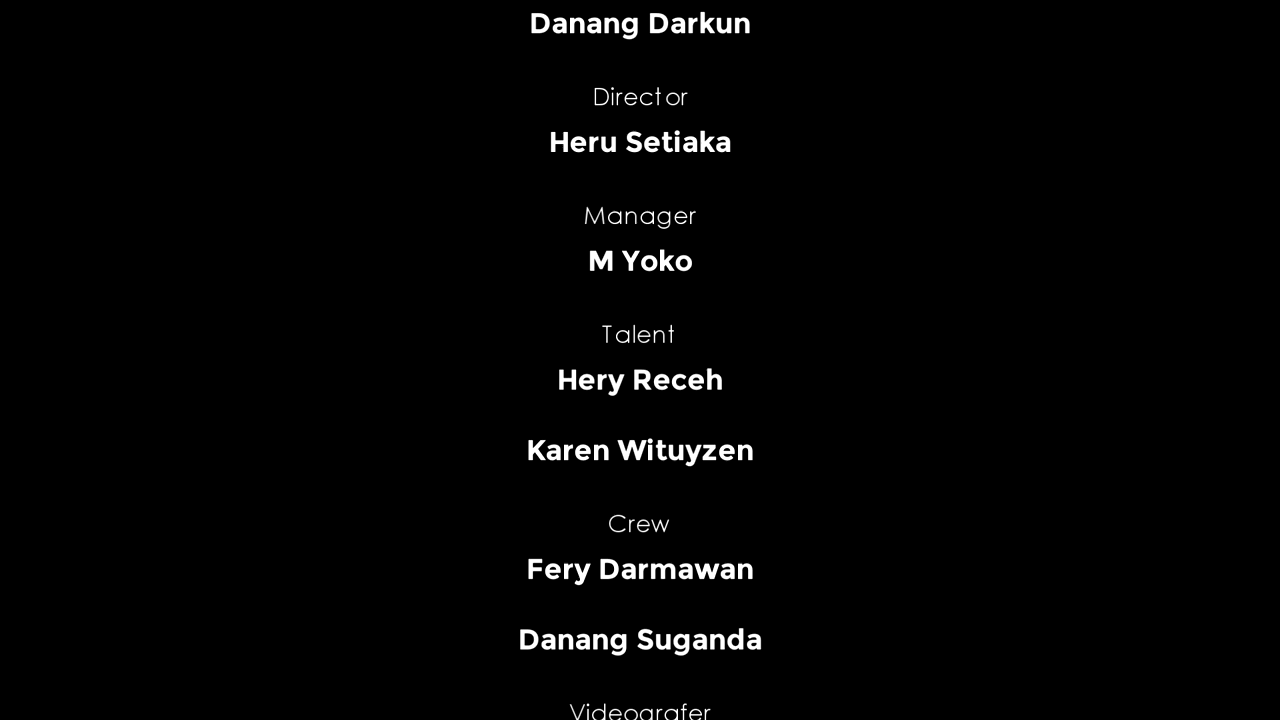 Danang Darkun
Director
Heru Setiaka
Manager
M Yoko
Talent
Hery Receh
Karen Wituyzen
Crew
Fery Darmawan
Danang Suganda
Videografer